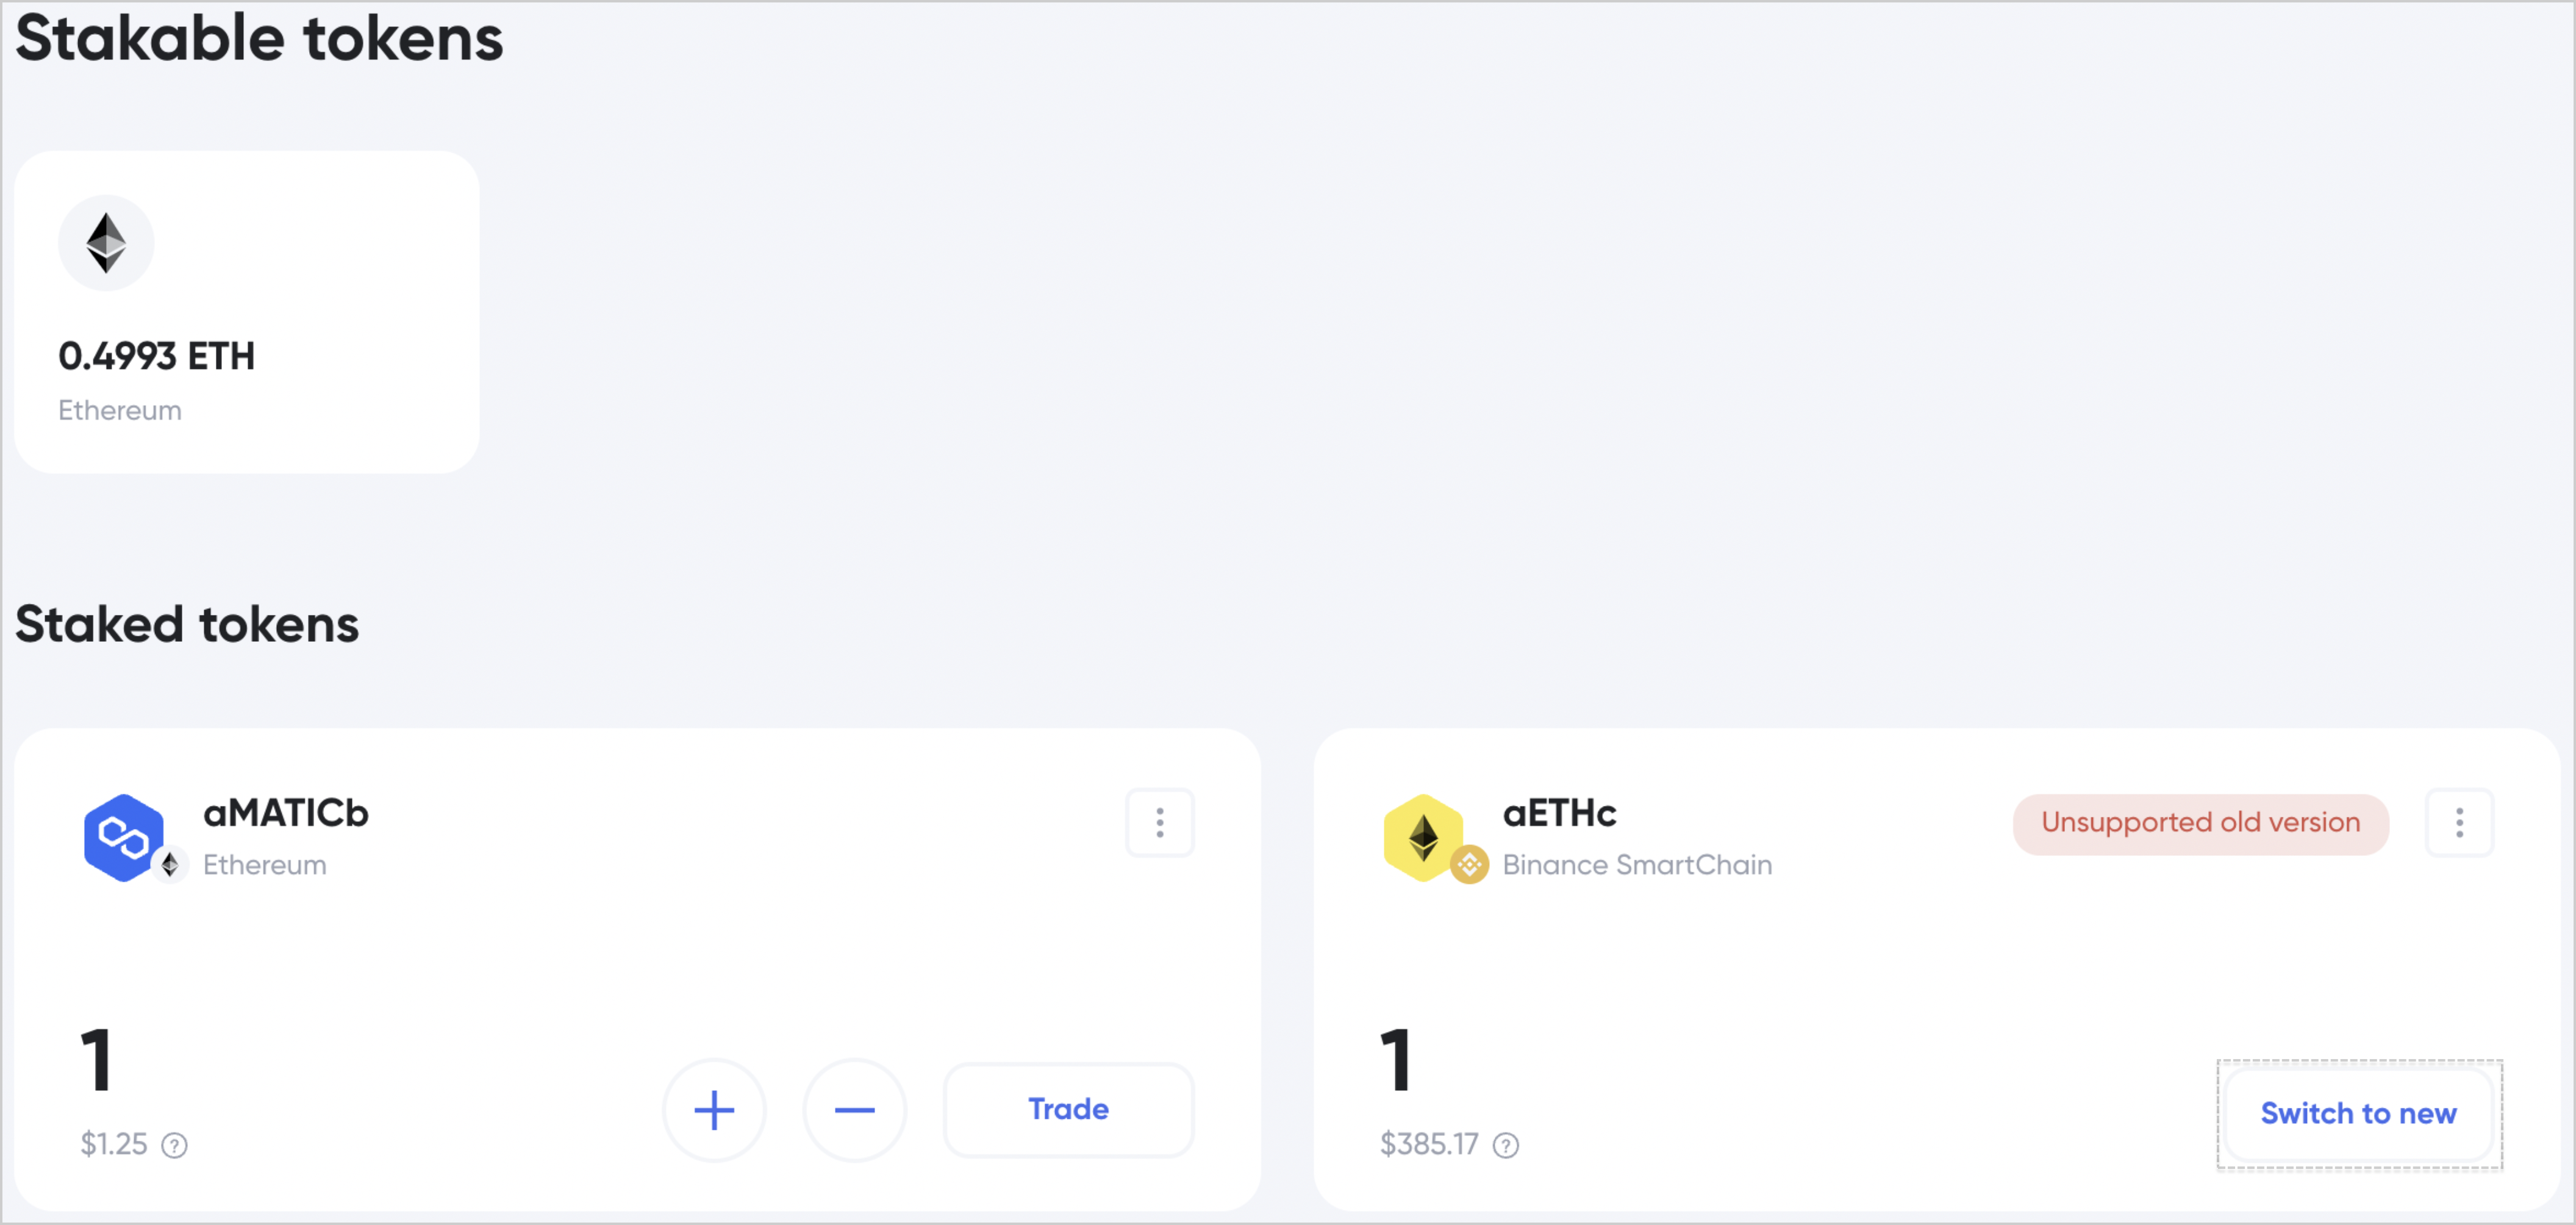 Stakable tokens
0.4993 ETH
Ethereum
Staked tokens
aMATICb
Ethereum
1
$1.25 ?
Trade
aETHc
Binance SmartChain
Unsupported old version
1
$385.17 ?
Switch to new